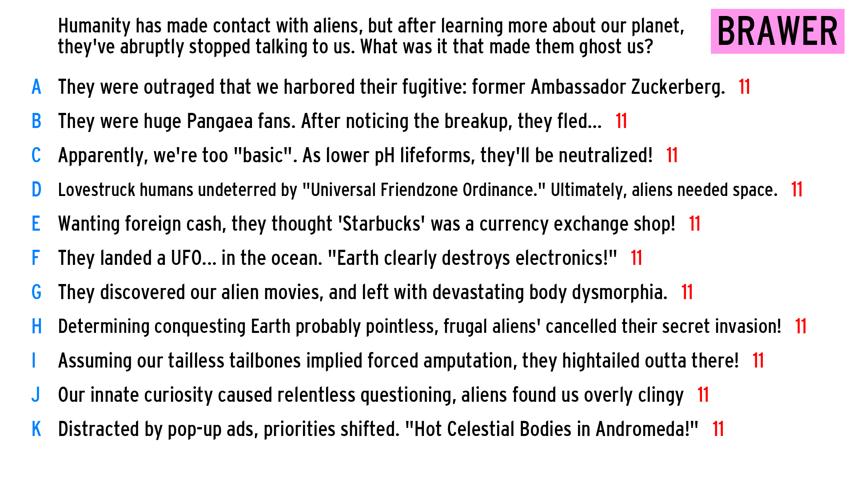 Humanity has made contact with aliens, but after learning more about our planet,
they've abruptly stopped talking to us. What was it that made them ghost us?
BRAWER
A They were outraged that we harbored their fugitive: former Ambassador Zuckerberg. 11
B They were huge Pangaea fans. After noticing the breakup, they fled... 11
C Apparently, we're too "basic". As lower pH lifeforms, they'll be neutralized! 11
D Lovestruck humans undeterred by "Universal Friendzone Ordinance." Ultimately, aliens needed space. 11
E Wanting foreign cash, they thought 'Starbucks' was a currency exchange shop! 11
F They landed a UFO... in the ocean. "Earth clearly destroys electronics!" 11
G They discovered our alien movies, and left with devastating body dysmorphia. 11
H Determining conquesting Earth probably pointless, frugal aliens' cancelled their secret invasion! 11
I Assuming our tailless tailbones implied forced amputation, they hightailed outta there! 11
J Our innate curiosity caused relentless questioning, aliens found us overly clingy 11
K Distracted by pop-up ads, priorities shifted. "Hot Celestial Bodies in Andromeda!" 11